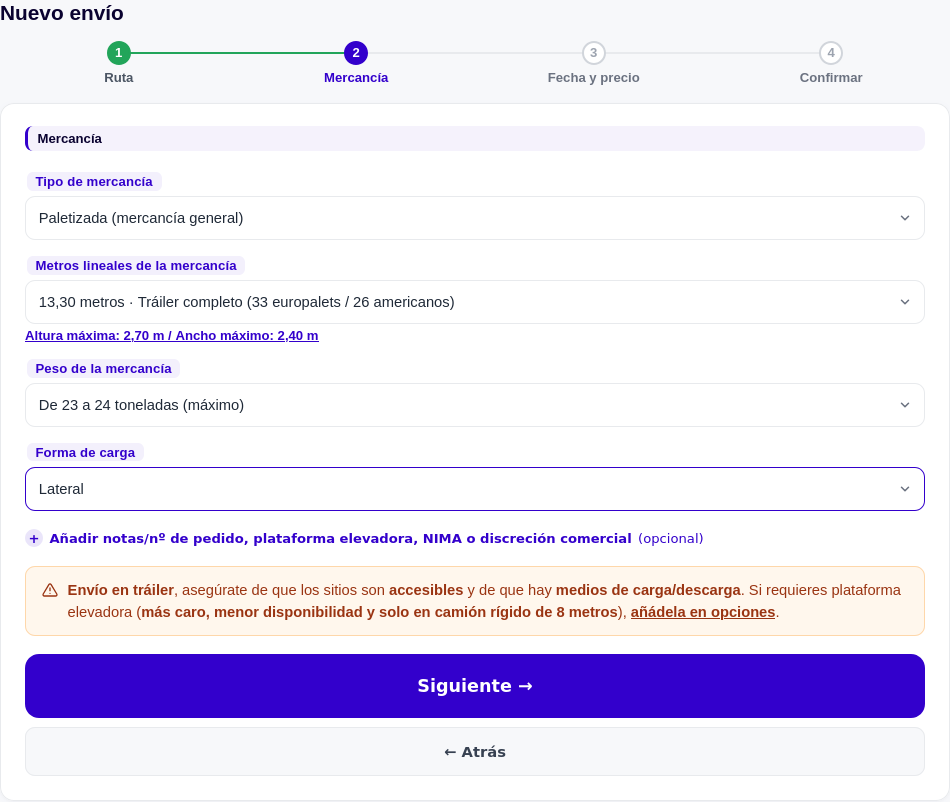 Nuevo envío
1
2
3
4
Ruta
Mercancía
Fecha y precio
Confirmar
Mercancía
Tipo de mercancía
Paletizada (mercancía general)
Metros lineales de la mercancía
13,30 metros · Tráiler completo (33 europalets / 26 americanos)
Altura máxima: 2,70 m / Ancho máximo: 2,40 m
Peso de la mercancía
De 23 a 24 toneladas (máximo)
Forma de carga
Lateral
+ Añadir notas/nº de pedido, plataforma elevadora, NIMA o discreción comercial (opcional)
Envío en tráiler, asegúrate de que los sitios son accesibles y de que hay medios de carga/descarga. Si requieres plataforma
elevadora (más caro, menor disponibilidad y solo en camión rígido de 8 metros), añádela en opciones.
Siguiente →
← Atrás